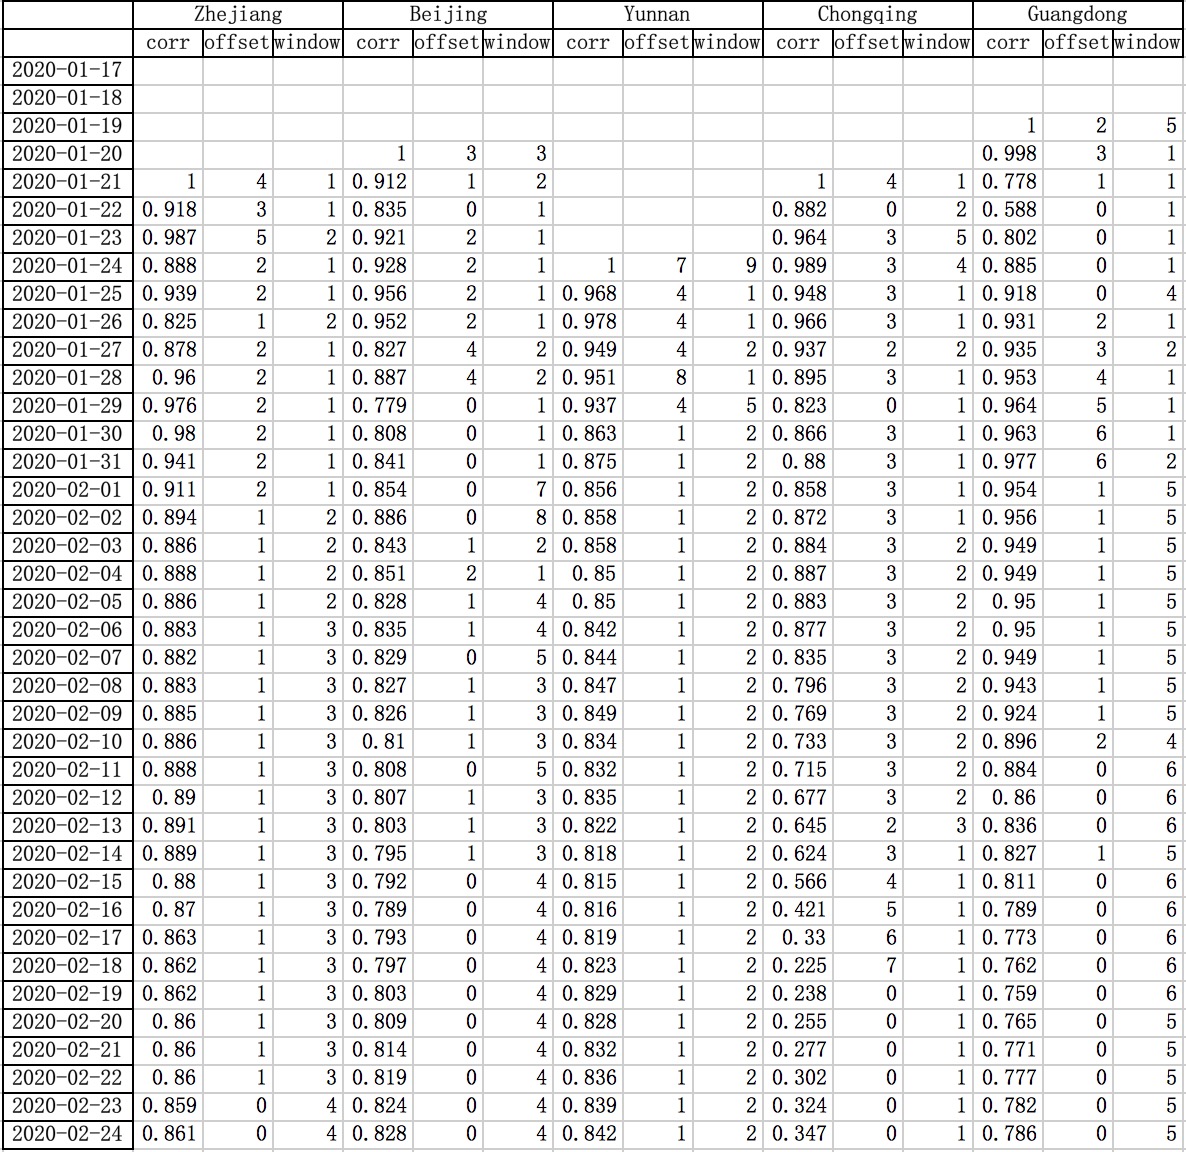 Zhejiang Beijing Yunnan Chongqing Guangdong
corr offset window corr offset window corr offset window corr offset window corr offset window
2020-01-17
2020-01-18
2020-01-19 1 2 5
2020-01-20 1 3 3 0.998 3 1
2020-01-21 1 4 1 0.912 1 2 1 4 1 0.778 1 1
2020-01-22 0.918 3 1 0.835 0 1 0.882 0 2 0.588 0 1
2020-01-23 0.987 5 2 0.921 2 1 0.964 3 5 0.802 0 1
2020-01-24 0.888 2 1 0.928 2 1 1 7 9 0.989 3 4 0.885 0 1
2020-01-25 0.939 2 1 0.956 2 1 0.968 4 1 0.948 3 1 0.918 0 4
2020-01-26 0.825 1 2 0.952 2 1 0.978 4 1 0.966 3 1 0.931 2 1
2020-01-27 0.878 2 1 0.827 4 2 0.949 4 2 0.937 2 2 0.935 3 2
2020-01-28 0.96 2 1 0.887 4 2 0.951 8 1 0.895 3 1 0.953 4 1
2020-01-29 0.976 2 1 0.779 0 1 0.937 4 5 0.823 0 1 0.964 5 1
2020-01-30 0.98 2 1 0.808 0 1 0.863 1 2 0.866 3 1 0.963 6 1
2020-01-31 0.941 2 1 0.841 0 1 0.875 1 2 0.88 3 1 0.977 6 2
2020-02-01 0.911 2 1 0.854 0 7 0.856 1 2 0.858 3 1 0.954 1 5
2020-02-02 0.894 1 2 0.886 0 8 0.858 1 2 0.872 3 1 0.956 1 5
2020-02-03 0.886 1 2 0.843 1 2 0.858 1 2 0.884 3 2 0.949 1 5
2020-02-04 0.888 1 2 0.851 2 1 0.85 1 2 0.887 3 2 0.949 1 5
2020-02-05 0.886 1 2 0.828 1 4 0.85 1 2 0.883 3 2 0.95 1 5
2020-02-06 0.883 1 3 0.835 1 4 0.842 1 2 0.877 3 2 0.95 1 5
2020-02-07 0.882 1 3 0.829 0 5 0.844 1 2 0.835 3 2 0.949 1 5
2020-02-08 0.883 1 3 0.827 1 3 0.847 1 2 0.796 3 2 0.943 1 5
2020-02-09 0.885 1 3 0.826 1 3 0.849 1 2 0.769 3 2 0.924 1 5
2020-02-10 0.886 1 3 0.81 1 3 0.834 1 2 0.733 3 2 0.896 2 4
2020-02-11 0.888 1 3 0.808 0 5 0.832 1 2 0.715 3 2 0.884 0 6
2020-02-12 0.89 1 3 0.807 1 3 0.835 1 2 0.677 3 2 0.86 0 6
2020-02-13 0.891 1 3 0.803 1 3 0.822 1 2 0.645 2 3 0.836 0 6
2020-02-14 0.889 1 3 0.795 1 3 0.818 1 2 0.624 3 1 0.827 1 5
2020-02-15 0.88 1 3 0.792 0 4 0.815 1 2 0.566 4 1 0.811 0 6
2020-02-16 0.87 1 3 0.789 0 4 0.816 1 2 0.421 5 1 0.789 0 6
2020-02-17 0.863 1 3 0.793 0 4 0.819 1 2 0.33 6 1 0.773 0 6
2020-02-18 0.862 1 3 0.797 0 4 0.823 1 2 0.225 7 1 0.762 0 6
2020-02-19 0.862 1 3 0.803 0 4 0.829 1 2 0.238 0 1 0.759 0 6
2020-02-20 0.86 1 3 0.809 0 4 0.828 1 2 0.255 0 1 0.765 0 5
2020-02-21 0.86 1 3 0.814 0 4 0.832 1 2 0.277 0 1 0.771 0 5
2020-02-22 0.86 1 3 0.819 0 4 0.836 1 2 0.302 0 1 0.777 0 5
2020-02-23 0.859 0 4 0.824 0 4 0.839 1 2 0.324 0 1 0.782 0 5
2020-02-24 0.861 0 4 0.828 0 4 0.842 1 2 0.347 0 1 0.786 0 5